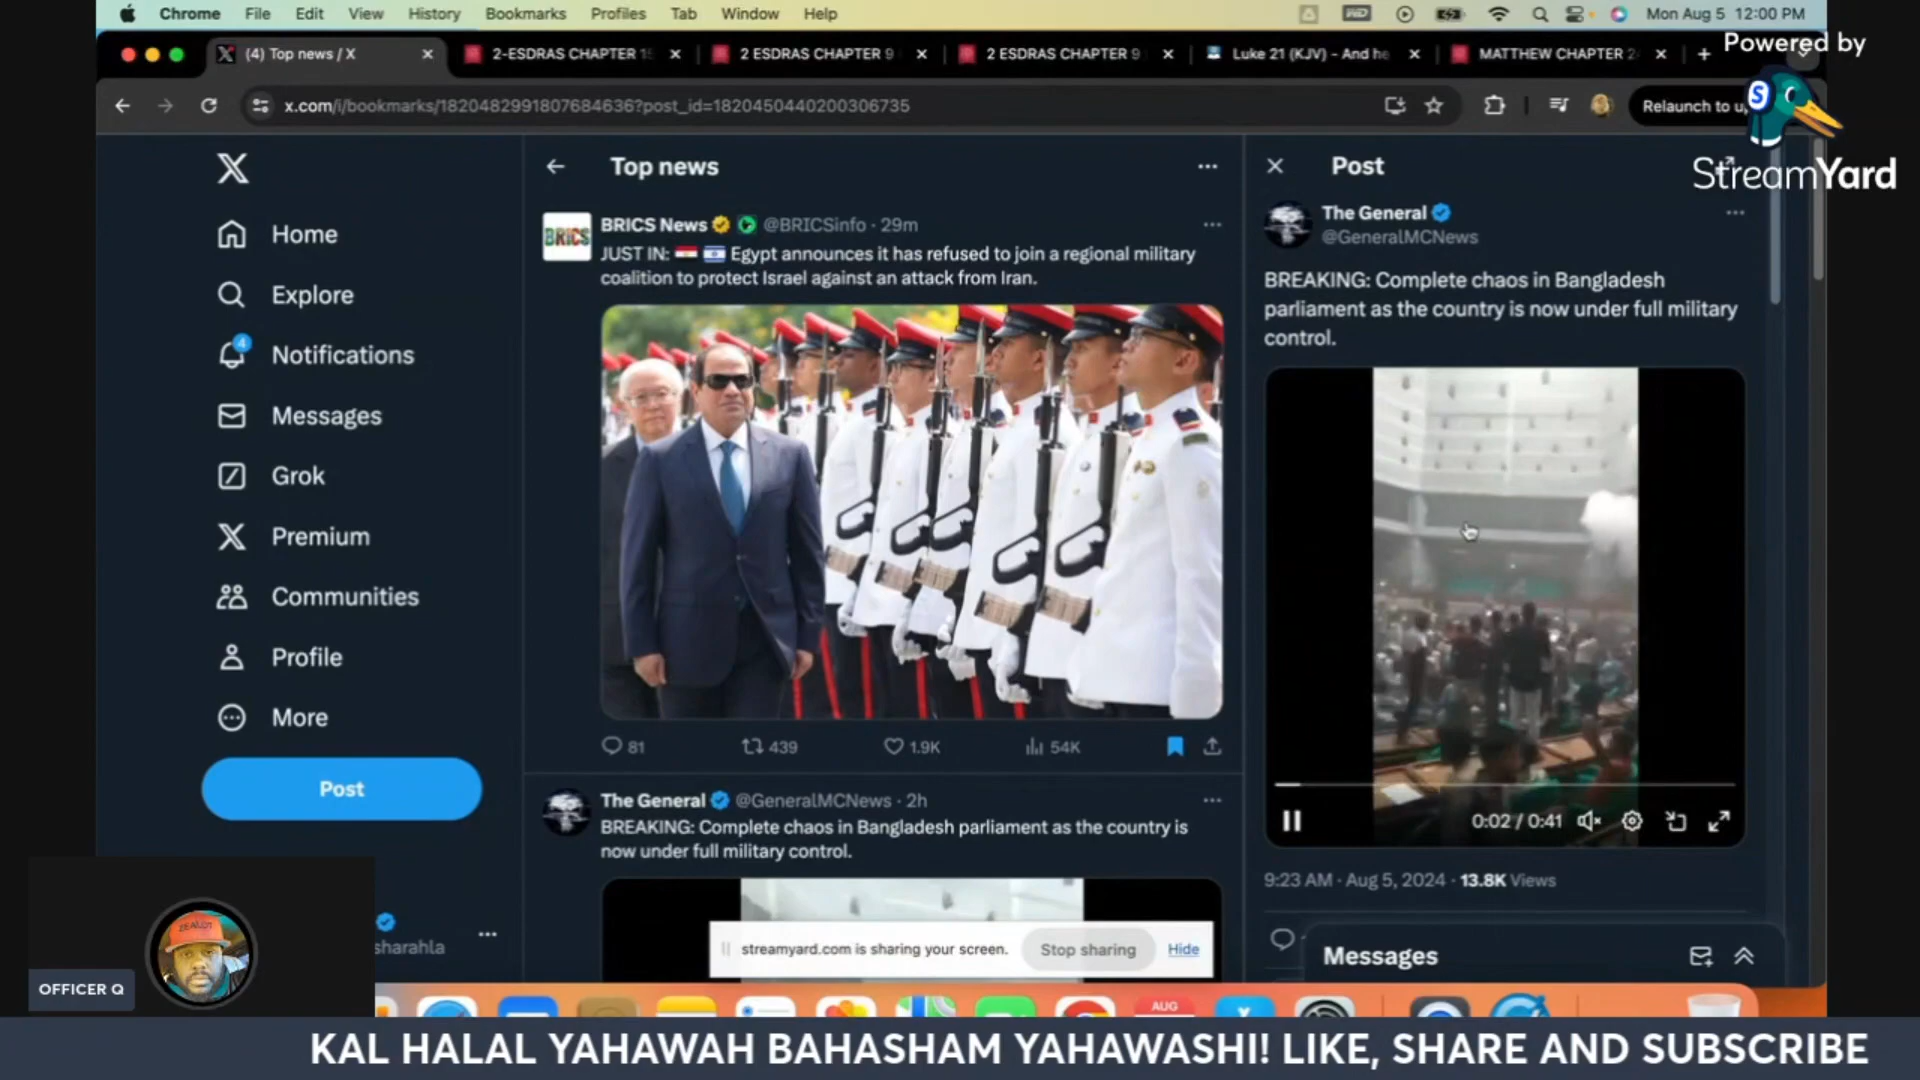 Chrome File Edit View History Bookmarks Profiles Tab Window Help
Mon Aug 5 12:00 PM
(4) Top news / X
2-ESDRAS CHAPTER 15
2 ESDRAS CHAPTER 9
2 ESDRAS CHAPTER 9
Luke 21 (KJV) - And he
MATTHEW CHAPTER 2
Powered by
StreamYard
x.com/i/bookmarks/1820482991807684636?post_id=1820450440200306735
Relaunch to u
Home
Explore
4
Notifications
Messages
Grok
Premium
Communities
Profile
More
Post
sharahla
Top news
BRICS
BRICS News @BRICSinfo · 29m
JUST IN: Egypt announces it has refused to join a regional military
coalition to protect Israel against an attack from Iran.
81 439 1.9K 54K
The General @GeneralMCNews · 2h
BREAKING: Complete chaos in Bangladesh parliament as the country is
now under full military control.
Post
The General
@GeneralMCNews
BREAKING: Complete chaos in Bangladesh
parliament as the country is now under full military
control.
0:02 / 0:41
9:23 AM · Aug 5, 2024 · 13.8K Views
Messages
streamyard.com is sharing your screen. Stop sharing Hide
ZEALOT
OFFICER Q
AUG
KAL HALAL YAHAWAH BAHASHAM YAHAWASHI! LIKE, SHARE AND SUBSCRIBE